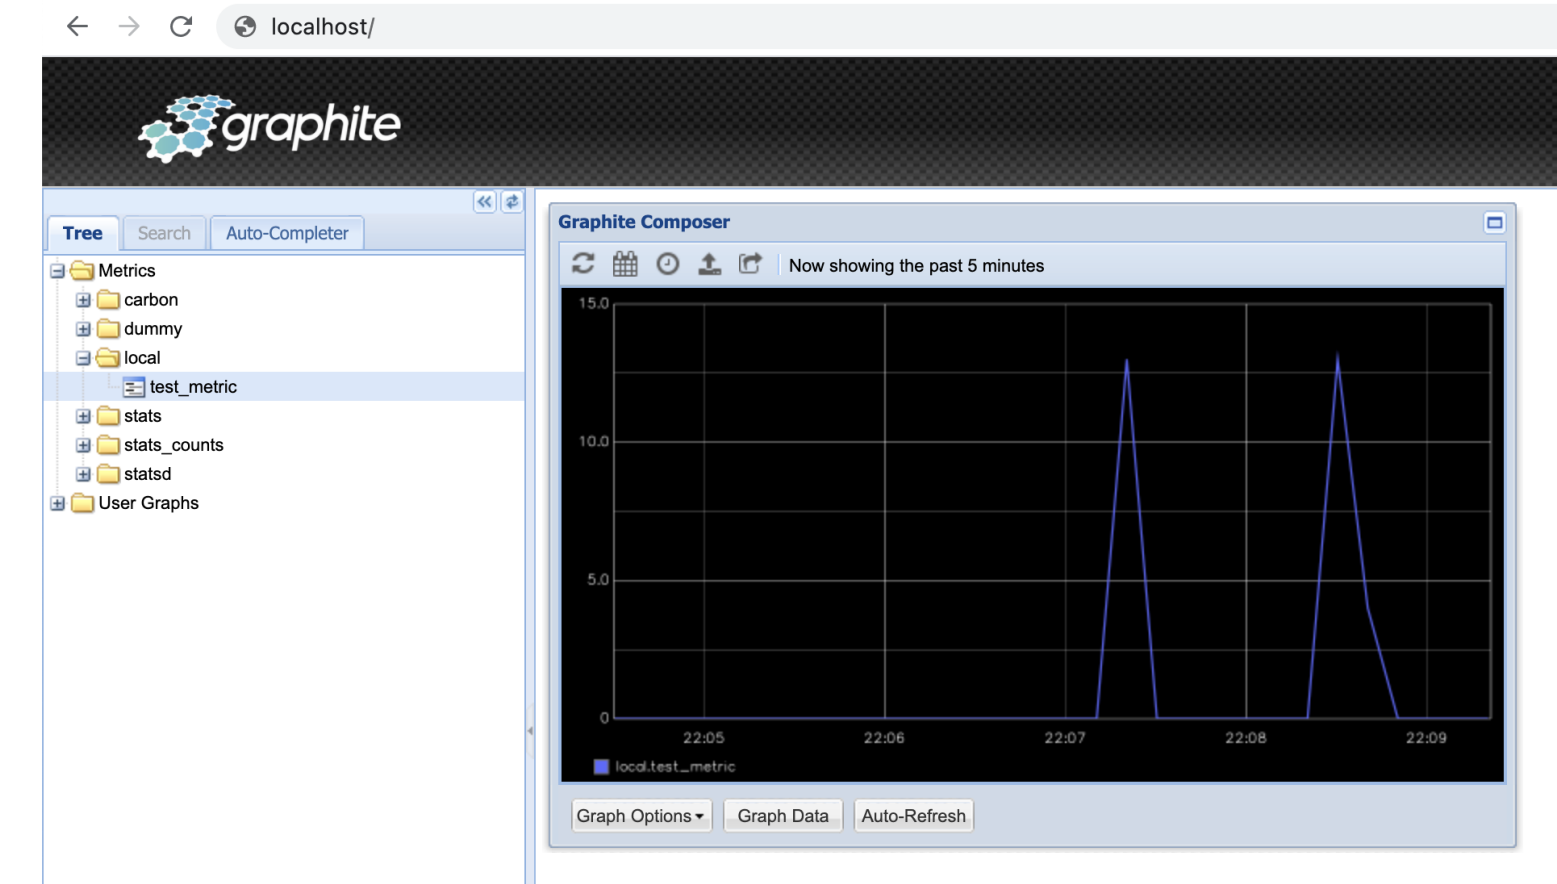 localhost/
graphite
Tree Search Auto-Completer
Metrics
carbon
dummy
local
test_metric
stats
stats_counts
statsd
User Graphs
Graphite Composer
Now showing the past 5 minutes
15.0
10.0
5.0
0
22:05 22:06 22:07 22:08 22:09
local.test_metric
Graph Options Graph Data Auto-Refresh